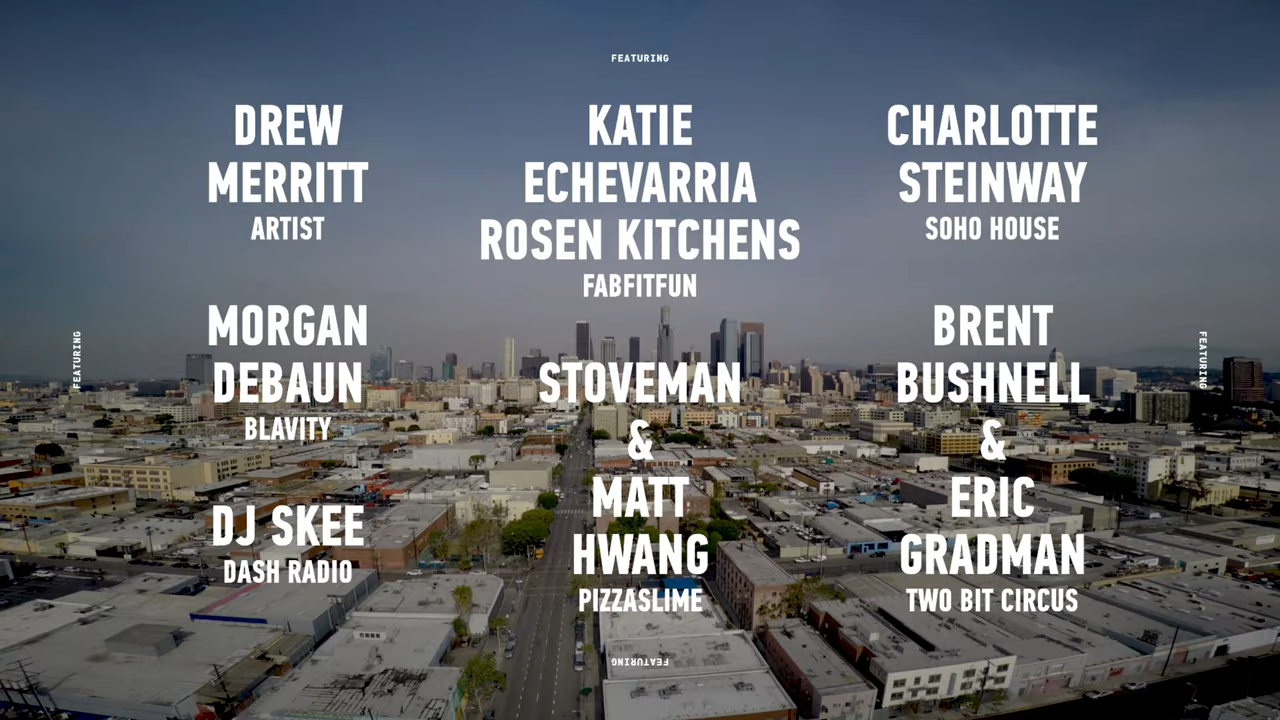 FEATURING
DREW
MERRITT
ARTIST
KATIE
ECHEVARRIA
ROSEN KITCHENS
FABFITFUN
CHARLOTTE
STEINWAY
SOHO HOUSE
FEATURING
MORGAN
DEBAUN
BLAVITY
STOVEMAN
&
MATT
HWANG
PIZZASLIME
BRENT
BUSHNELL
&
ERIC
GRADMAN
TWO BIT CIRCUS
FEATURING
DJ SKEE
DASH RADIO
FEATURING